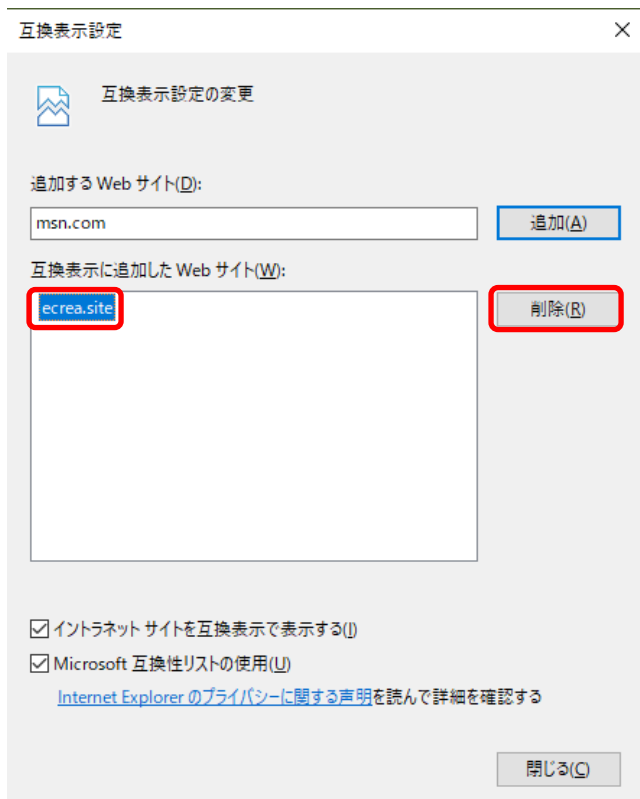 互換表示設定
互換表示設定の変更
追加する Web サイト(D):
msn.com
追加(A)
互換表示に追加した Web サイト(W):
ecrea.site
削除(R)
イントラネット サイトを互換表示で表示する(I)
Microsoft 互換性リストの使用(U)
Internet Explorer のプライバシーに関する声明を読んで詳細を確認する
閉じる(C)